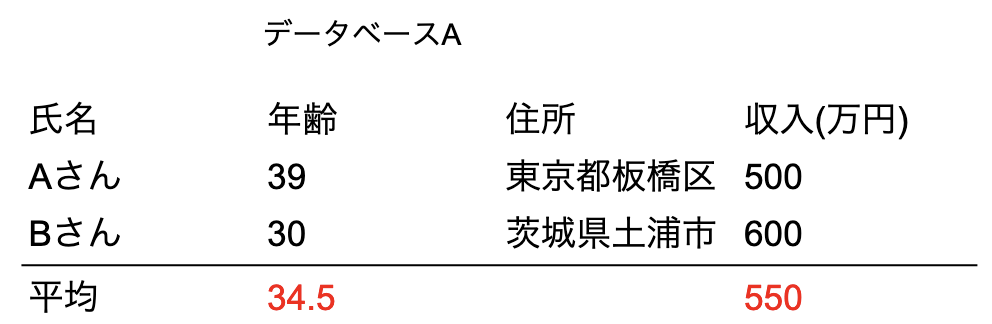 データベースA
氏名 年齢 住所 収入(万円)
Aさん 39 東京都板橋区 500
Bさん 30 茨城県土浦市 600
平均 34.5 550